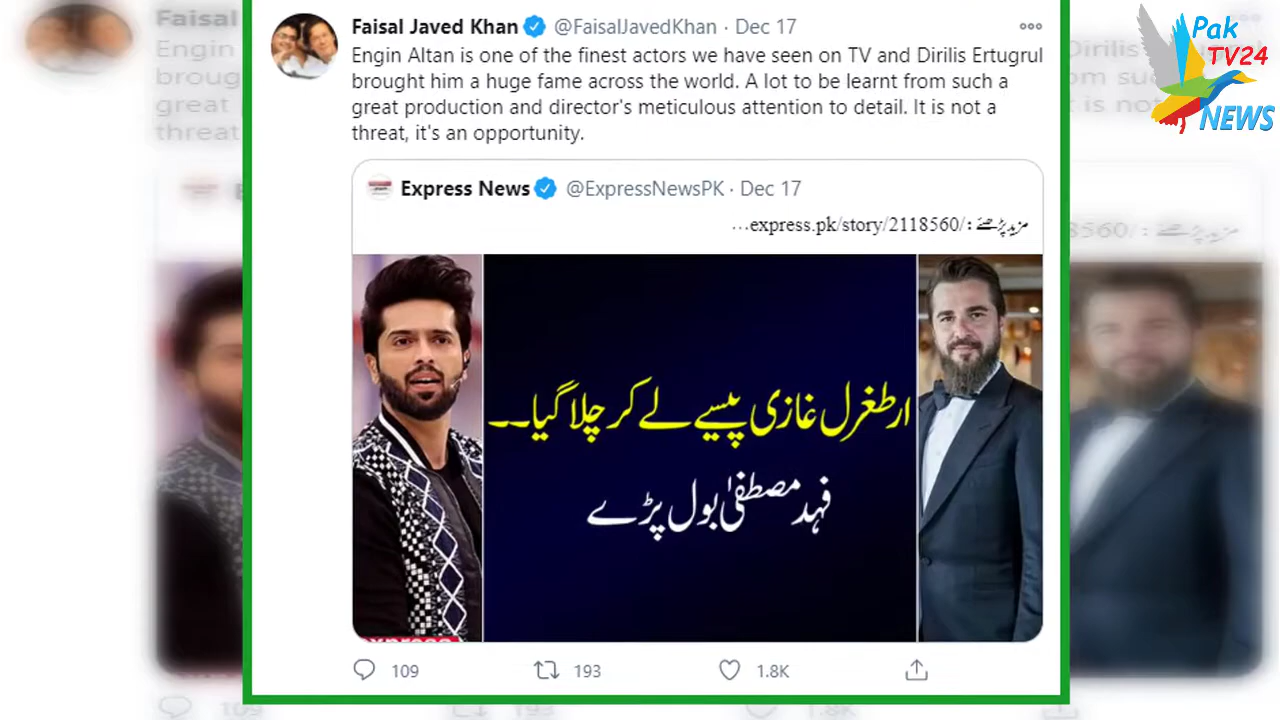 Faisal Javed Khan @FaisalJavedKhan · Dec 17
Engin Altan is one of the finest actors we have seen on TV and Dirilis Ertugrul
brought him a huge fame across the world. A lot to be learnt from such a
great production and director's meticulous attention to detail. It is not a
threat, it's an opportunity.
Express News @ExpressNewsPK · Dec 17
مزید پڑھئے : express.pk/story/2118560/...
ارطغرل غازی پیسے لے کر چلا گیا۔۔
فہد مصطفیٰ بول پڑے
express
109 193 1.8K
Pak
TV24
NEWS